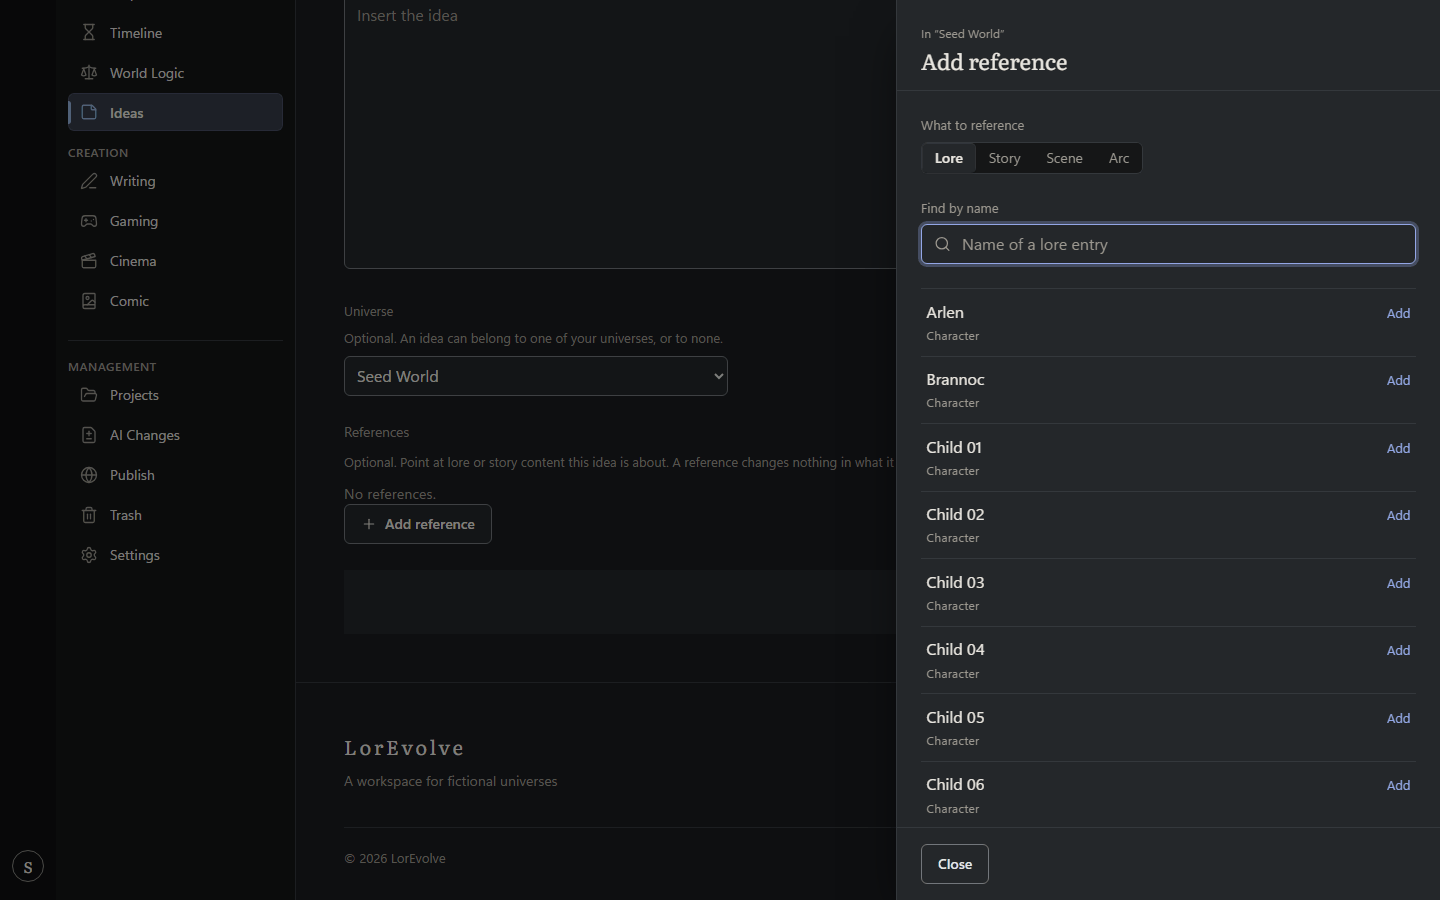 Timeline
World Logic
Ideas
CREATION
Writing
Gaming
Cinema
Comic
MANAGEMENT
Projects
AI Changes
Publish
Trash
Settings
S
Insert the idea
Universe
Optional. An idea can belong to one of your universes, or to none.
Seed World
References
Optional. Point at lore or story content this idea is about. A reference changes nothing in what it
No references.
Add reference
LorEvolve
A workspace for fictional universes
© 2026 LorEvolve
In "Seed World"
Add reference
What to reference
Lore Story Scene Arc
Find by name
Name of a lore entry
Arlen Add
Character
Brannoc Add
Character
Child 01 Add
Character
Child 02 Add
Character
Child 03 Add
Character
Child 04 Add
Character
Child 05 Add
Character
Child 06 Add
Character
Close